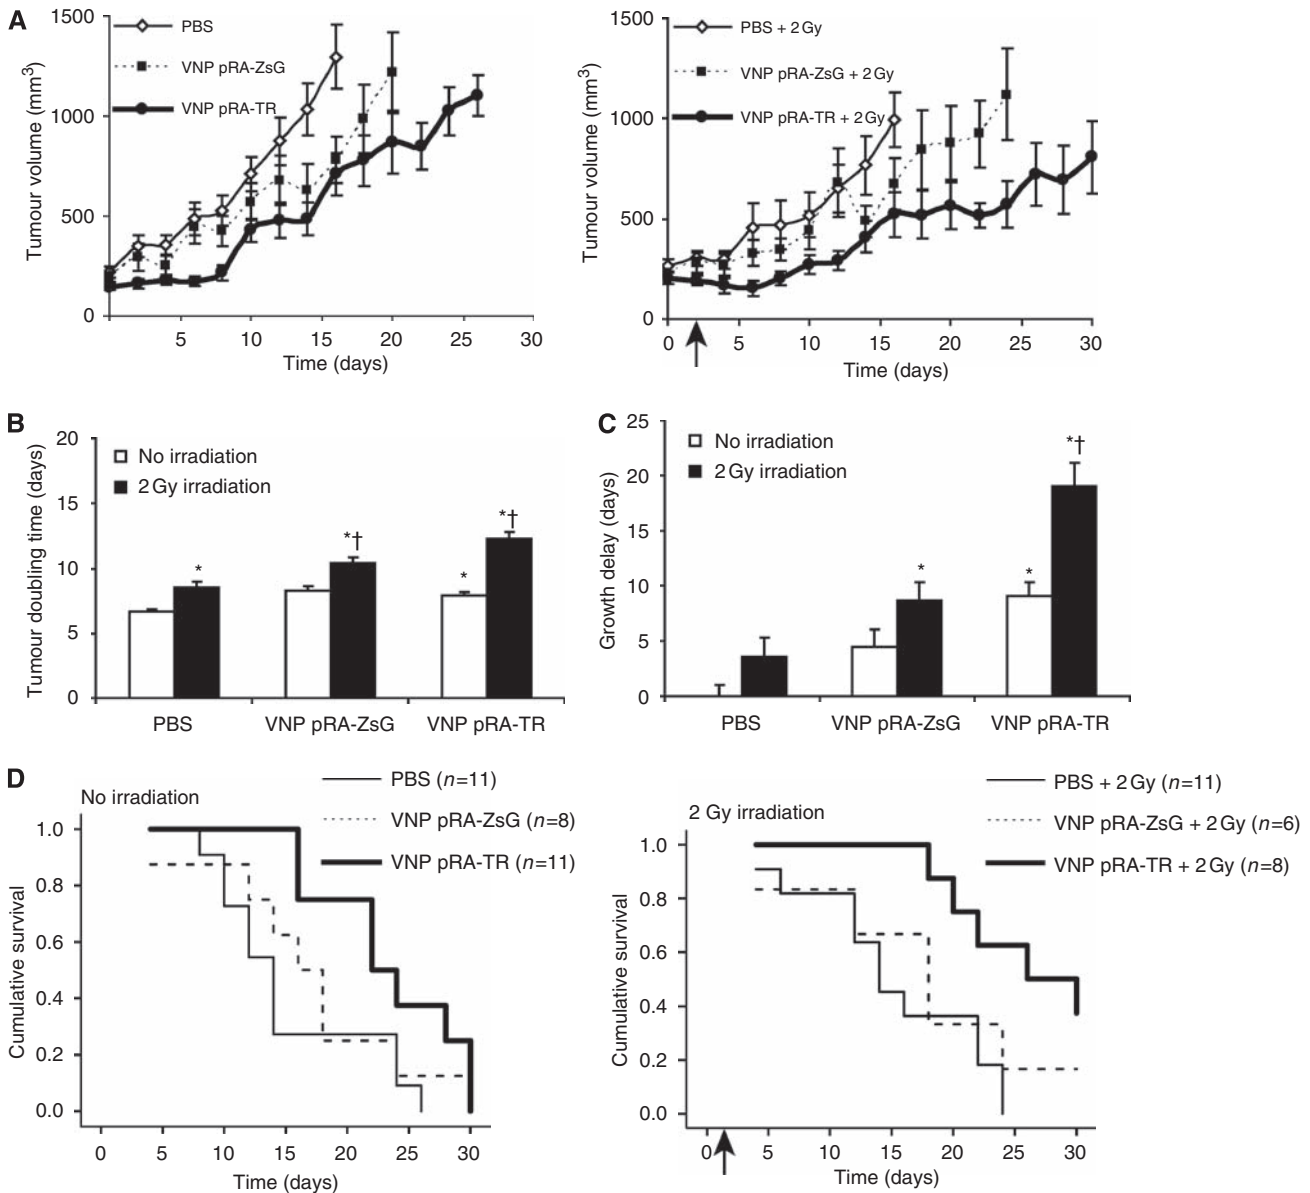 A
1500
1000
500
0
Tumour volume (mm3)
PBS
VNP pRA-ZsG
VNP pRA-TR
5 10 15 20 25 30
Time (days)
1500
1000
500
0
Tumour volume (mm3)
PBS + 2 Gy
VNP pRA-ZsG + 2 Gy
VNP pRA-TR + 2 Gy
0 5 10 15 20 25 30
Time (days)
B
20
15
10
5
0
Tumour doubling time (days)
No irradiation
2 Gy irradiation
*
*†
*
*†
PBS VNP pRA-ZsG VNP pRA-TR
C
25
20
15
10
5
0
Growth delay (days)
No irradiation
2 Gy irradiation
*
*
*†
PBS VNP pRA-ZsG VNP pRA-TR
D
No irradiation
PBS (n=11)
VNP pRA-ZsG (n=8)
VNP pRA-TR (n=11)
1.0
0.8
0.6
0.4
0.2
0.0
Cumulative survival
0 5 10 15 20 25 30
Time (days)
2 Gy irradiation
PBS + 2 Gy (n=11)
VNP pRA-ZsG + 2 Gy (n=6)
VNP pRA-TR + 2 Gy (n=8)
1.0
0.8
0.6
0.4
0.2
0.0
Cumulative survival
0 5 10 15 20 25 30
Time (days)